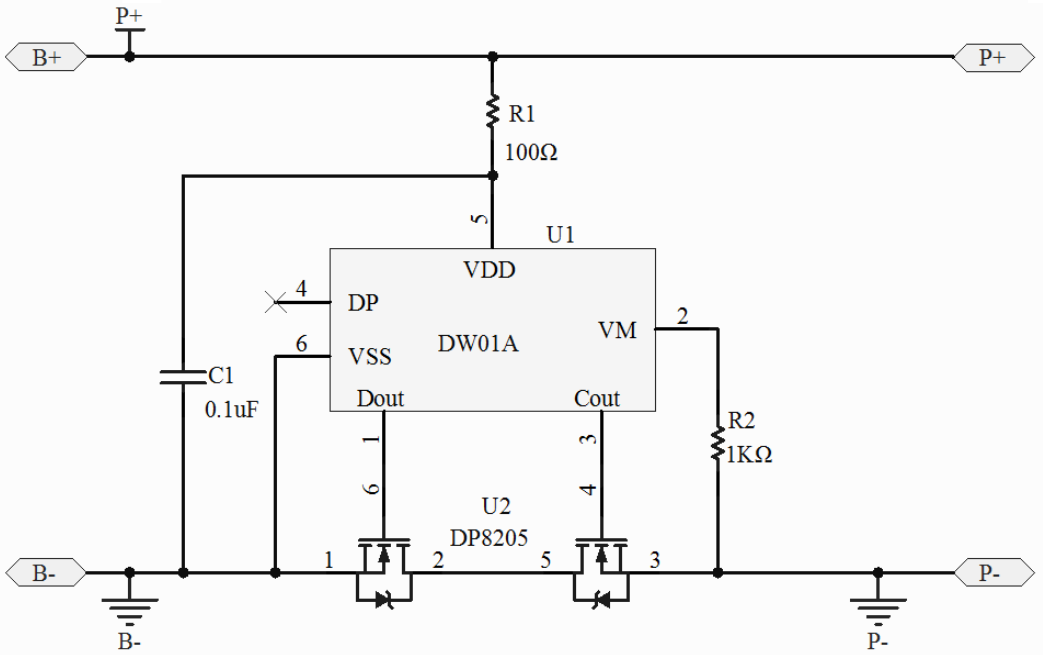 P+
B+
P+
R1
100Ω
5
U1
VDD
4
DP
2
VM
DW01A
6
VSS
C1
0.1uF
Dout
Cout
R2
1KΩ
1
3
6
4
U2
DP8205
1
2
5
3
B-
P-
B-
P-